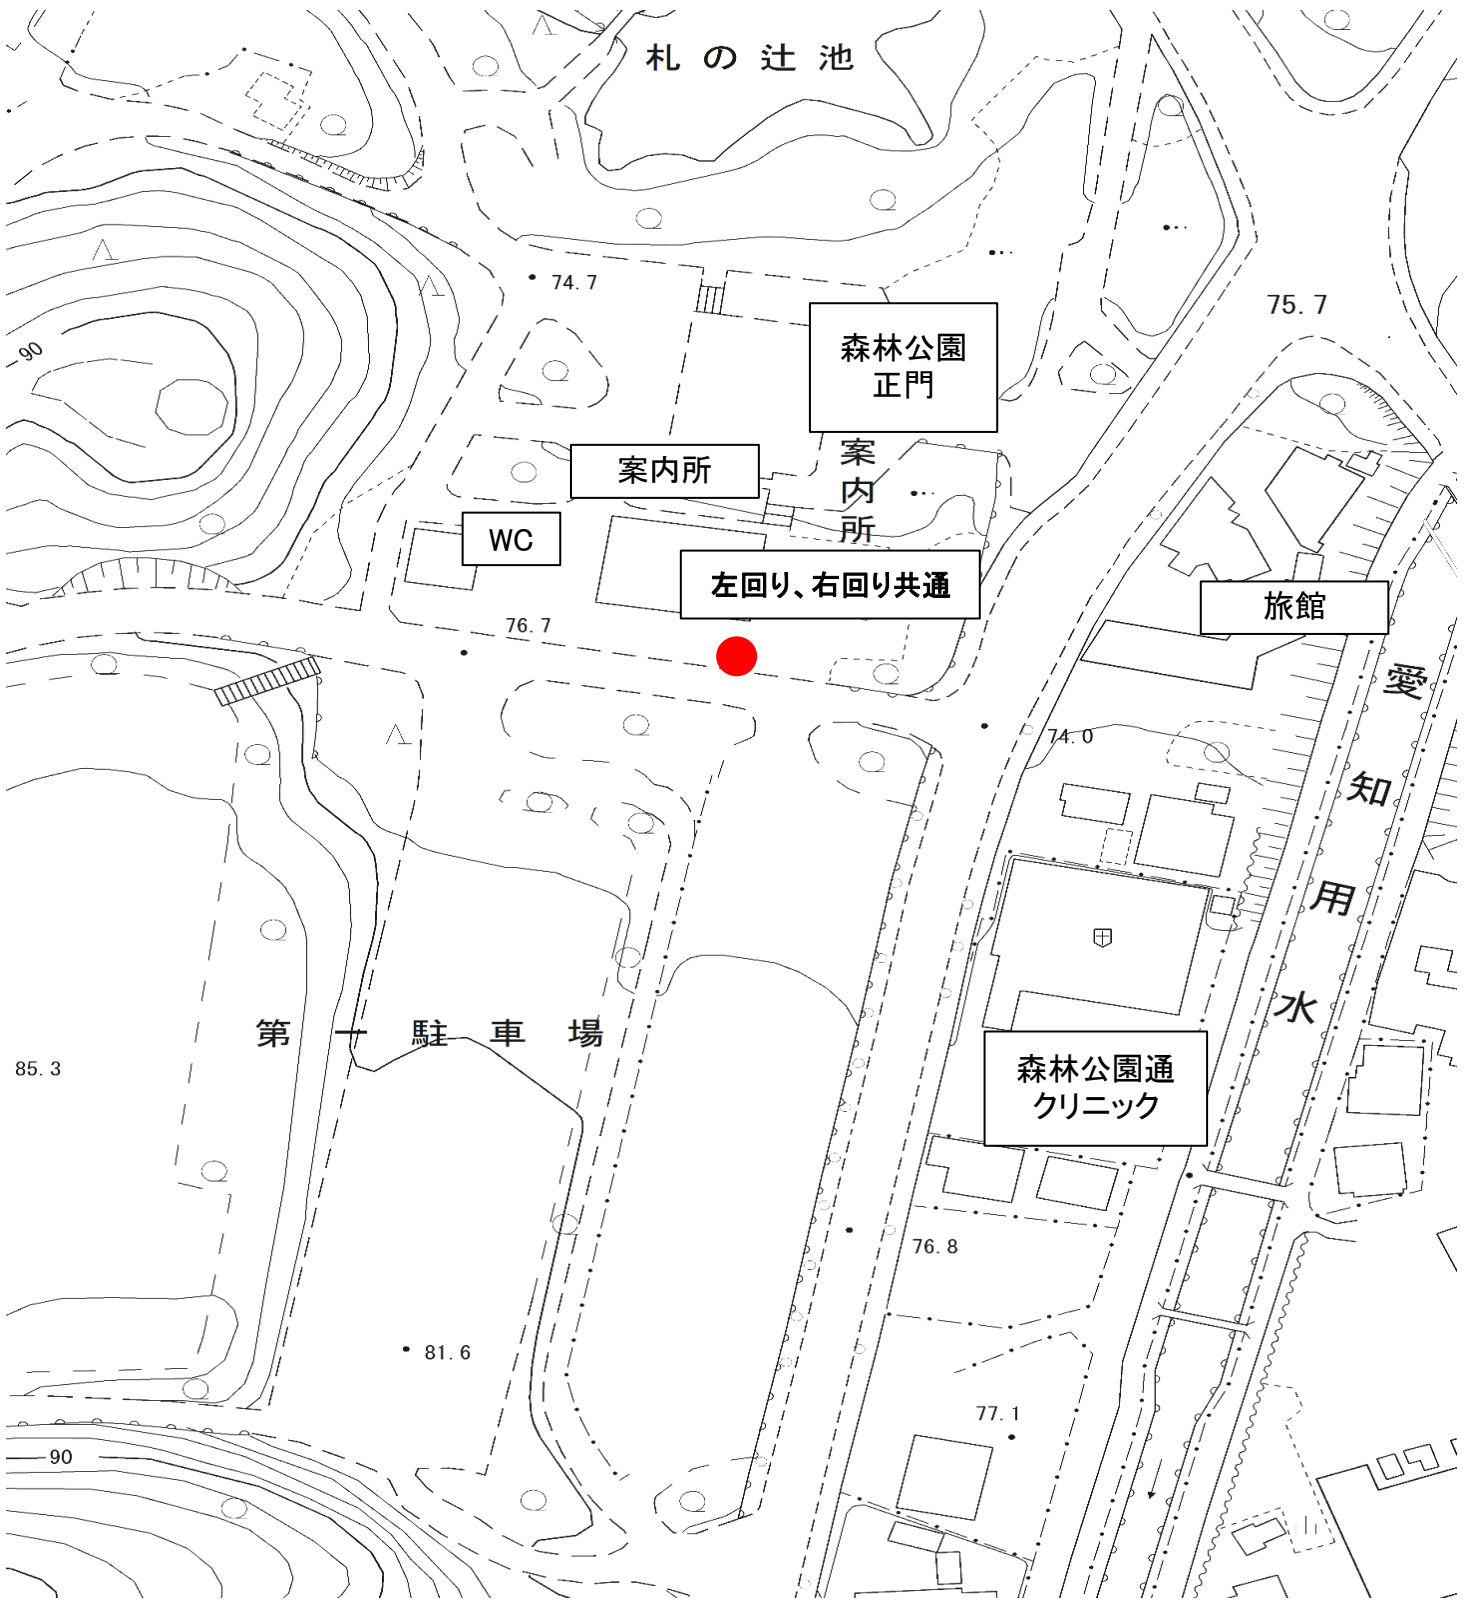 札の辻池
74.7
75.7
森林公園
正門
90
案内所
案内所
WC
左回り、右回り共通
旅館
76.7
74.0
愛知用水
第一駐車場
85.3
森林公園通
クリニック
76.8
81.6
77.1
90